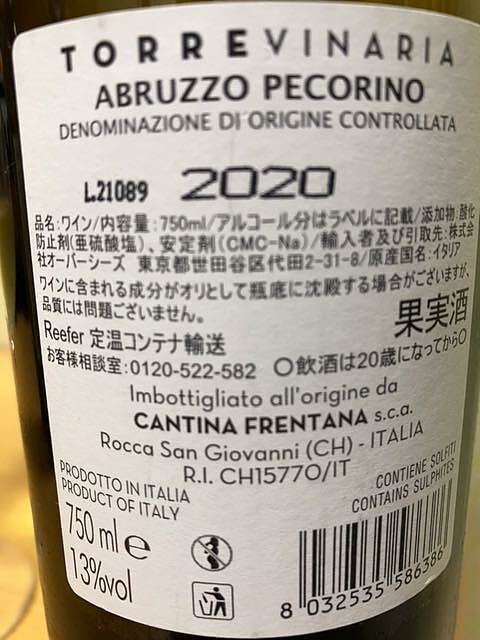 TORREVINARIA
ABRUZZO PECORINO
DENOMINAZIONE DI ORIGINE CONTROLLATA
L.21089 2020
品名:ワイン/内容量:750ml/アルコール分はラベルに記載/添加物:酸化
防止剤(亜硫酸塩)、安定剤(CMC-Na)/輸入者及び引取先:株式会
社オーバーシーズ 東京都世田谷区代田2-31-8/原産国名:イタリア
ワインに含まれる成分がオリとして瓶底に沈殿する場合がございますが、
品質には問題ございません。
果実酒
Reefer 定温コンテナ輸送
お客様相談室:0120-522-582 〇飲酒は20歳になってから〇
Imbottigliato all'origine da
CANTINA FRENTANA s.c.a.
Rocca San Giovanni (CH) - ITALIA
R.I. CH15770/IT
PRODOTTO IN ITALIA
PRODUCT OF ITALY
CONTIENE SOLFITI
CONTAINS SULPHITES
750 ml e
13%vol
8 032535 586386